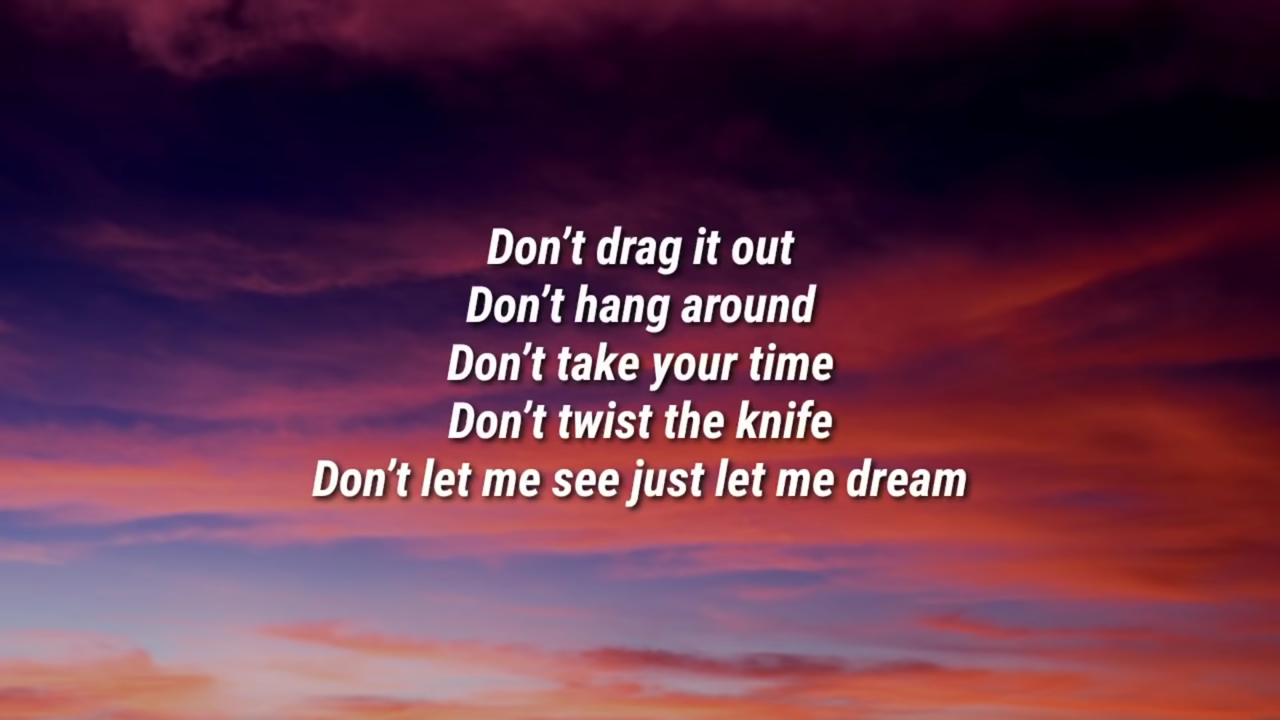 Don’t drag it out
Don’t hang around
Don’t take your time
Don’t twist the knife
Don’t let me see just let me dream